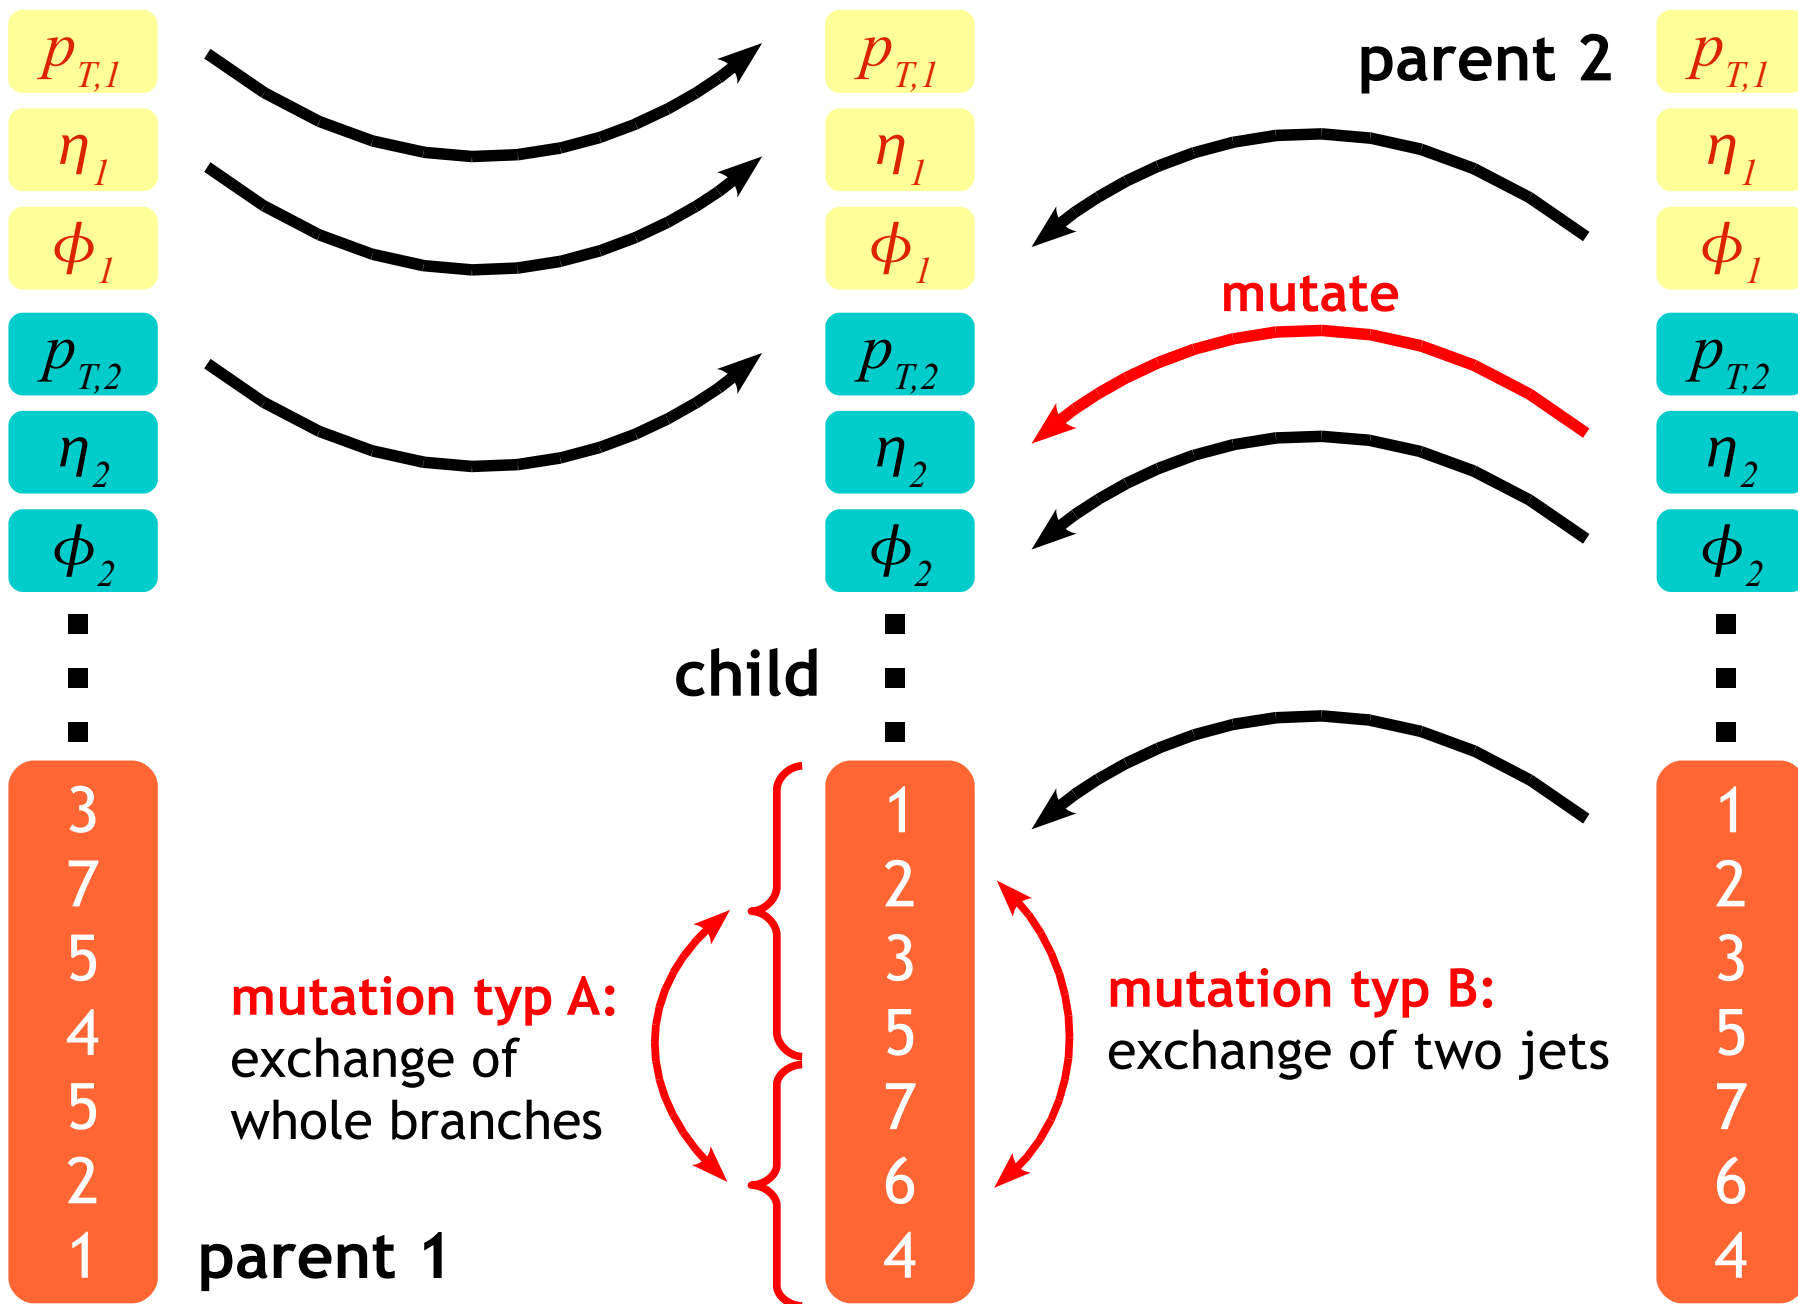 p_T,1
η_1
ϕ_1
p_T,2
η_2
ϕ_2
3
7
5
4
5
2
1
parent 1
mutation typ A:
exchange of
whole branches
child
p_T,1
η_1
ϕ_1
p_T,2
η_2
ϕ_2
1
2
3
5
7
6
4
mutate
mutation typ B:
exchange of two jets
parent 2
p_T,1
η_1
ϕ_1
p_T,2
η_2
ϕ_2
1
2
3
5
7
6
4